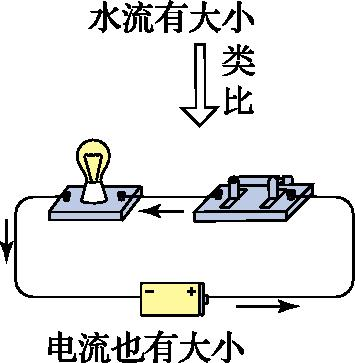 水流有大小
类
比
- +
电流也有大小